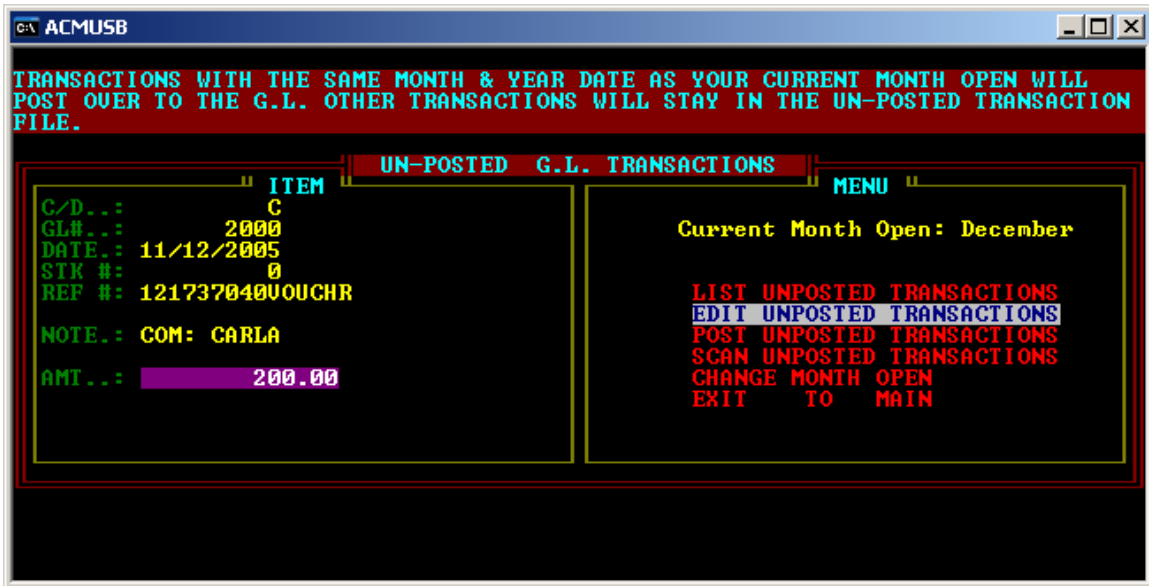 ACMUSB
TRANSACTIONS WITH THE SAME MONTH & YEAR DATE AS YOUR CURRENT MONTH OPEN WILL
POST OVER TO THE G.L. OTHER TRANSACTIONS WILL STAY IN THE UN-POSTED TRANSACTION
FILE.
UN-POSTED G.L. TRANSACTIONS
ITEM
C/D..: C
GL#..: 2000
DATE.: 11/12/2005
STK #: 0
REF #: 121737040VOUCHR
NOTE.: COM: CARLA
AMT..: 200.00
MENU
Current Month Open: December
LIST UNPOSTED TRANSACTIONS
EDIT UNPOSTED TRANSACTIONS
POST UNPOSTED TRANSACTIONS
SCAN UNPOSTED TRANSACTIONS
CHANGE MONTH OPEN
EXIT TO MAIN